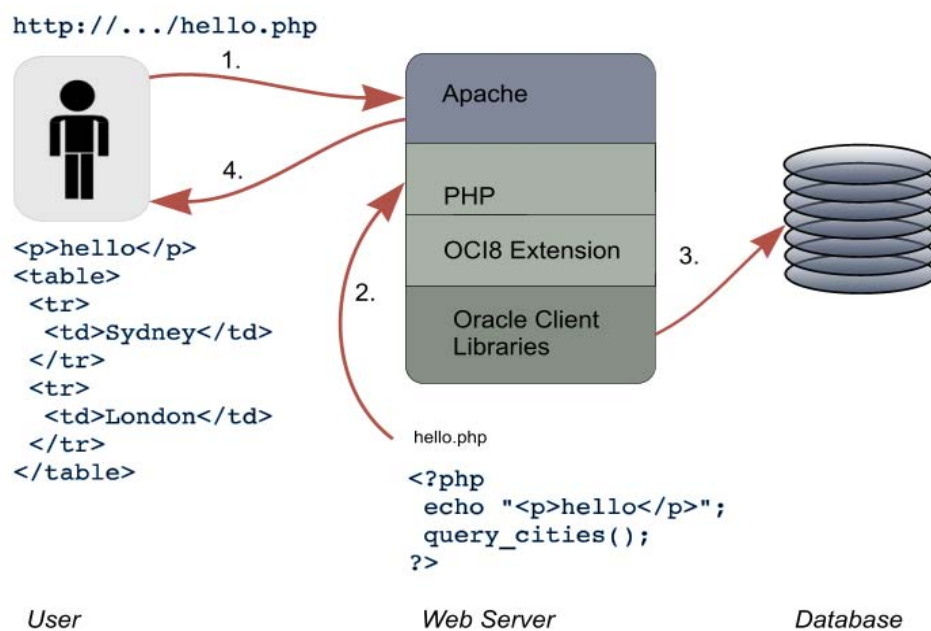 http://.../hello.php
1.
Apache
4.
PHP
<p>hello</p>
<table>
<tr>
<td>Sydney</td>
</tr>
<tr>
<td>London</td>
</tr>
</table>
OCI8 Extension
3.
2.
Oracle Client
Libraries
hello.php
<?php
echo "<p>hello</p>";
query_cities();
?>
User
Web Server
Database